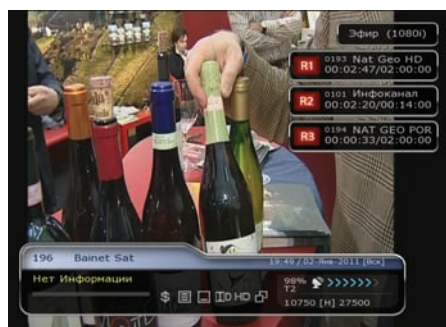 Эфир (1080i)
R1 0193 Nat Geo HD
00:02:47/02:00:00
R2 0101 Инфоканал
00:02:20/00:14:00
R3 0194 NAT GEO POR
00:00:33/02:00:00
196 Bainet Sat
19:49/02-Янв-2011 [Вск]
Нет Информации
98%
T2
$ HD
10750 [H] 27500